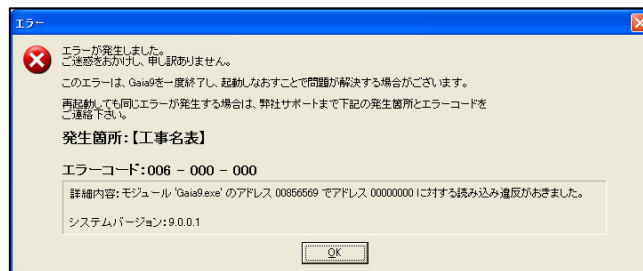 エラー
エラーが発生しました。
ご迷惑をおかけし、申し訳ありません。
このエラーは、Gaia9を一度終了し、起動しなおすことで問題が解決する場合がございます。
再起動しても同じエラーが発生する場合は、弊社サポートまで下記の発生箇所とエラーコードを
ご連絡下さい。
発生箇所:【工事名表】
エラーコード:006 - 000 - 000
詳細内容:モジュール 'Gaia9.exe' のアドレス 00856569 でアドレス 00000000 に対する読み込み違反がおきました。
システムバージョン:9.0.0.1
OK